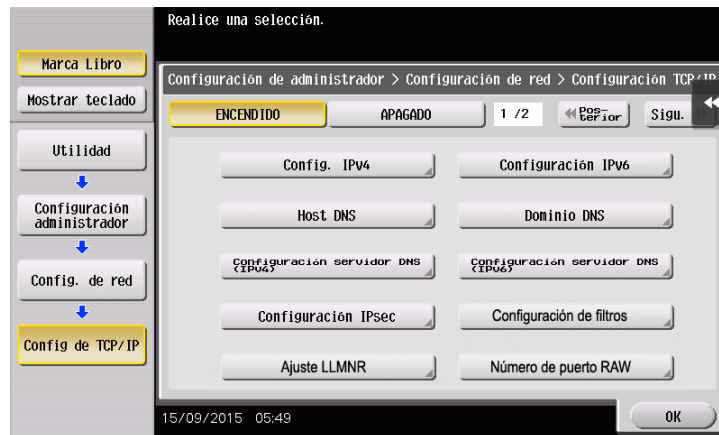 Realice una selección.
Marca Libro
Mostrar teclado
Utilidad
Configuración
administrador
Config. de red
Config de TCP/IP
Configuración de administrador > Configuración de red > Configuración TCP/IP
ENCENDIDO
APAGADO
1 /2
Pos-
terior
Sigu.
Config. IPv4
Configuración IPv6
Host DNS
Dominio DNS
Configuración servidor DNS
(IPv4)
Configuración servidor DNS
(IPv6)
Configuración IPsec
Configuración de filtros
Ajuste LLMNR
Número de puerto RAW
15/09/2015 05:49
OK